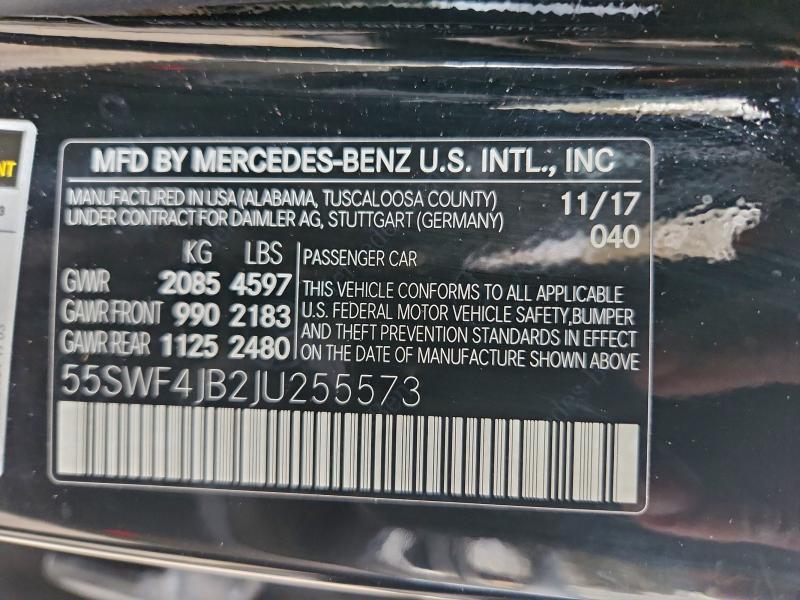 MFD BY MERCEDES-BENZ U.S. INTL., INC
MANUFACTURED IN USA (ALABAMA, TUSCALOOSA COUNTY) 11/17
UNDER CONTRACT FOR DAIMLER AG, STUTTGART (GERMANY) 040
KG LBS
GVWR 2085 4597
GAWR FRONT 990 2183
GAWR REAR 1125 2480
PASSENGER CAR
THIS VEHICLE CONFORMS TO ALL APPLICABLE
U.S. FEDERAL MOTOR VEHICLE SAFETY,BUMPER
AND THEFT PREVENTION STANDARDS IN EFFECT
ON THE DATE OF MANUFACTURE SHOWN ABOVE
55SWF4JB2JU255573